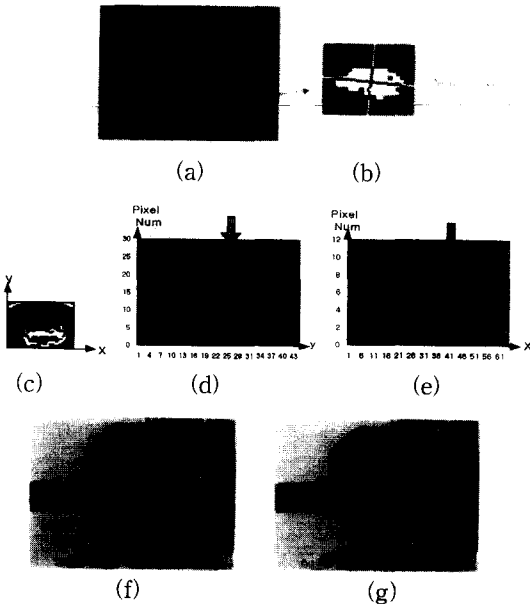 (a)
(b)
Pixel
Num
30
25
20
15
10
5
0
1 4 7 10 13 16 19 22 25 28 31 34 37 40 43
y
Pixel
Num
12
10
8
6
4
2
0
1 6 11 16 21 26 31 36 41 46 51 56 61
x
y
x
(c)
(d)
(e)
(f)
(g)